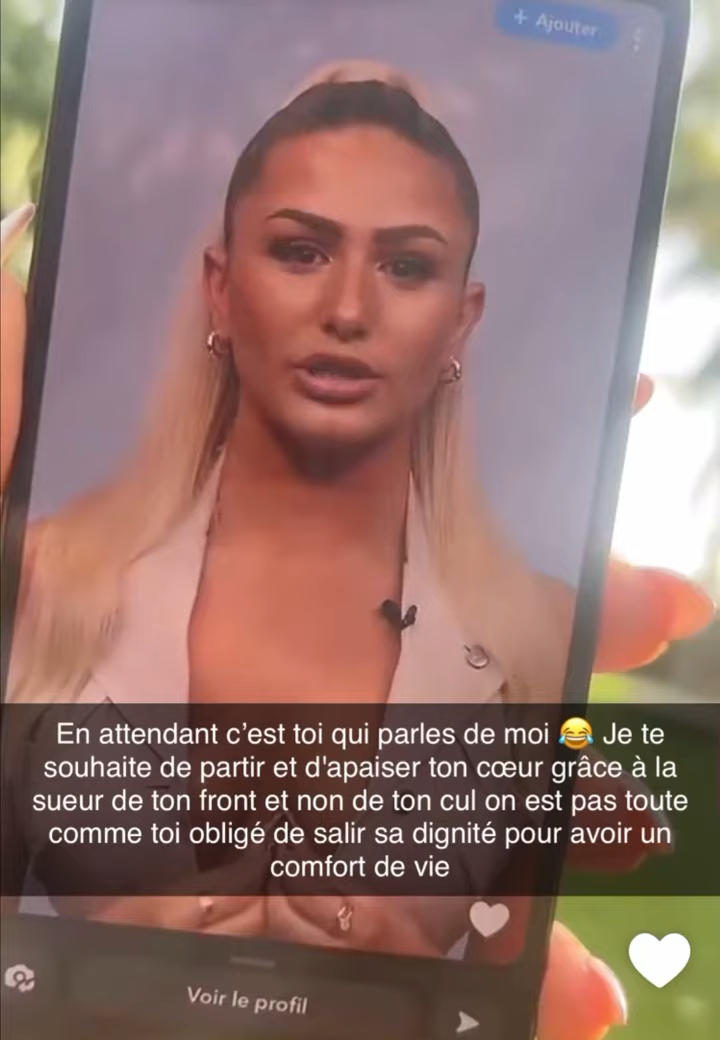 + Ajouter
En attendant c’est toi qui parles de moi 😂 Je te
souhaite de partir et d'apaiser ton cœur grâce à la
sueur de ton front et non de ton cul on est pas toute
comme toi obligé de salir sa dignité pour avoir un
comfort de vie
Voir le profil